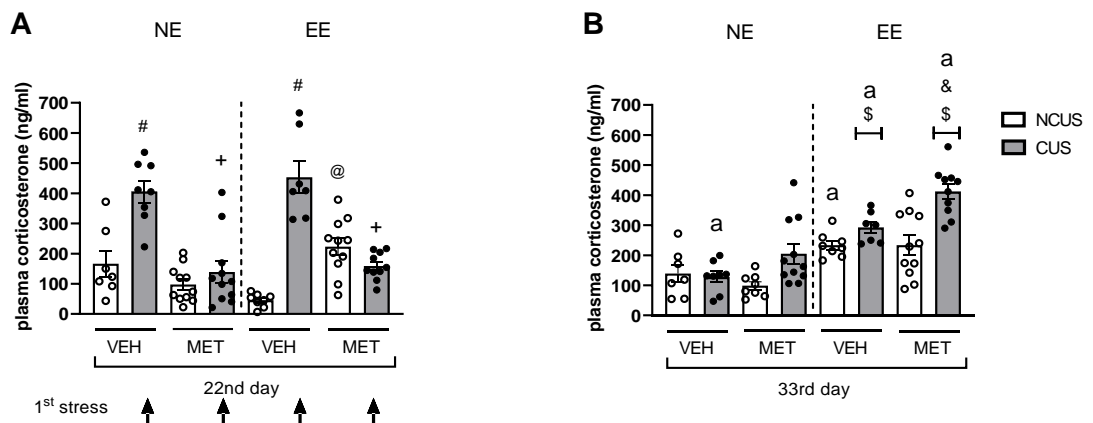 A
NE EE
plasma corticosterone (ng/ml)
700
600
500
400
300
200
100
0
#
+
#
@
+
VEH MET VEH MET
22nd day
1st stress
B
NE EE
plasma corticosterone (ng/ml)
700
600
500
400
300
200
100
0
a
a
a
$
a
&
$
VEH MET VEH MET
33rd day
NCUS
CUS